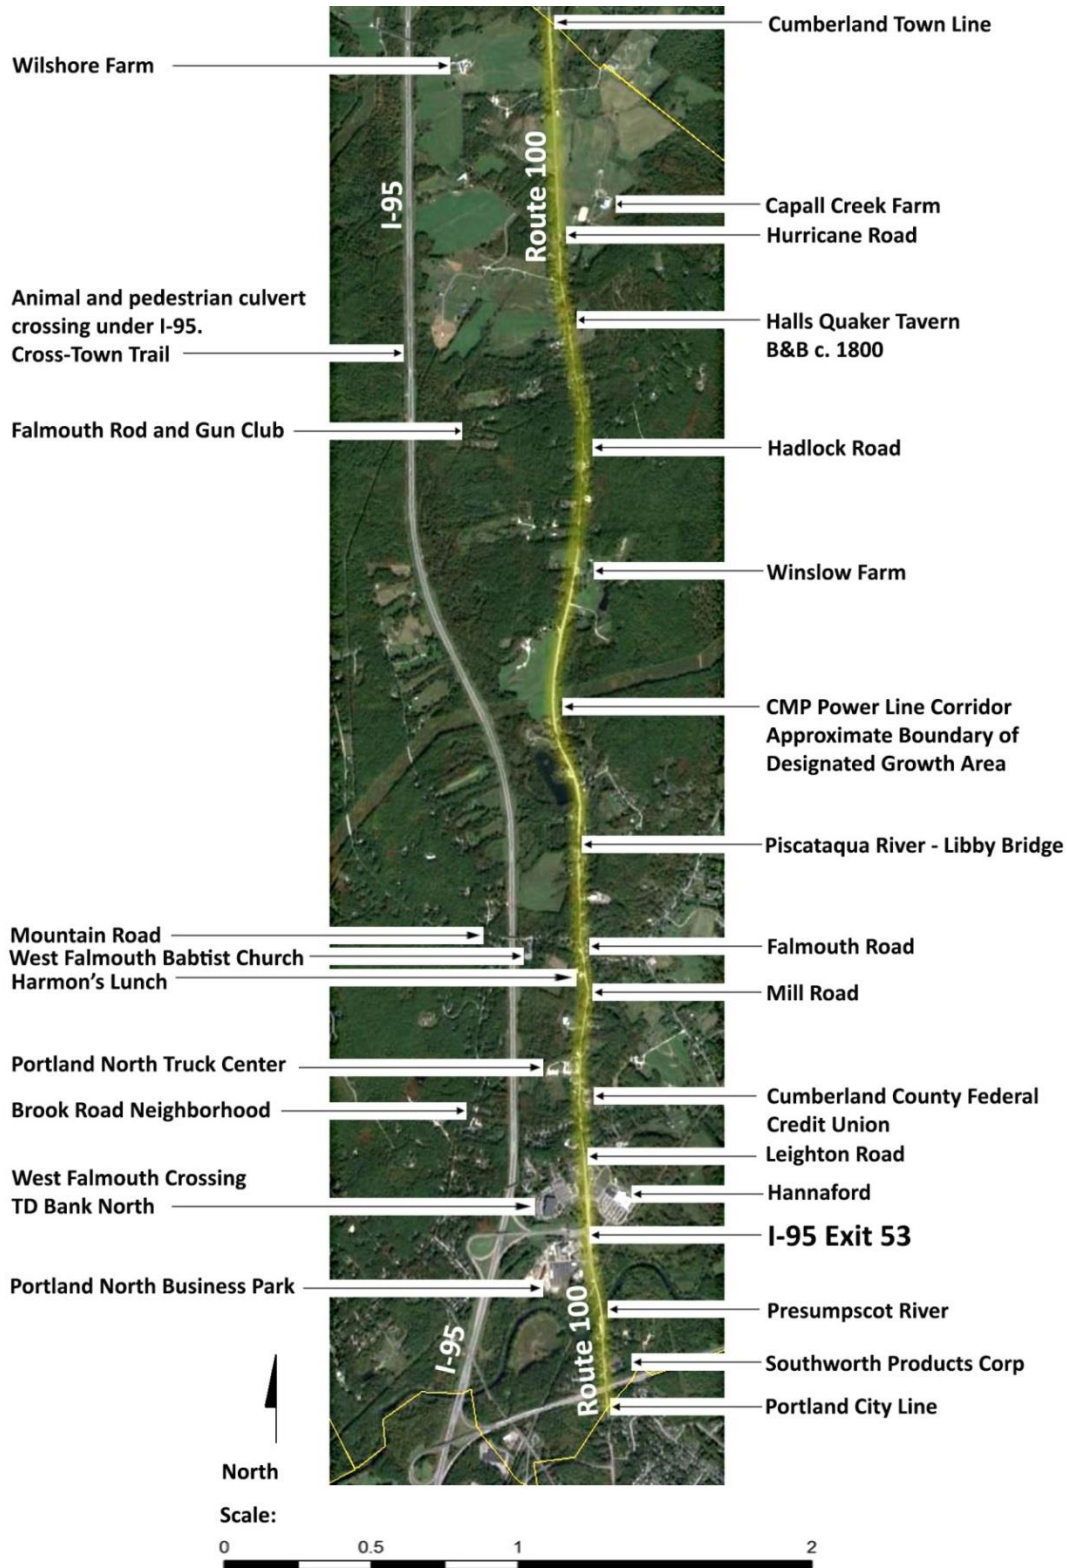 Cumberland Town Line
Wilshore Farm
I-95
Route 100
Capall Creek Farm
Hurricane Road
Animal and pedestrian culvert
crossing under I-95.
Cross-Town Trail
Halls Quaker Tavern
B&B c. 1800
Falmouth Rod and Gun Club
Hadlock Road
Winslow Farm
CMP Power Line Corridor
Approximate Boundary of
Designated Growth Area
Piscataqua River - Libby Bridge
Mountain Road
West Falmouth Babtist Church
Harmon's Lunch
Falmouth Road
Mill Road
Portland North Truck Center
Brook Road Neighborhood
Cumberland County Federal
Credit Union
Leighton Road
West Falmouth Crossing
TD Bank North
Hannaford
I-95 Exit 53
Portland North Business Park
Presumpscot River
I-95
Route 100
Southworth Products Corp
Portland City Line
North
Scale:
0 0.5 1 2